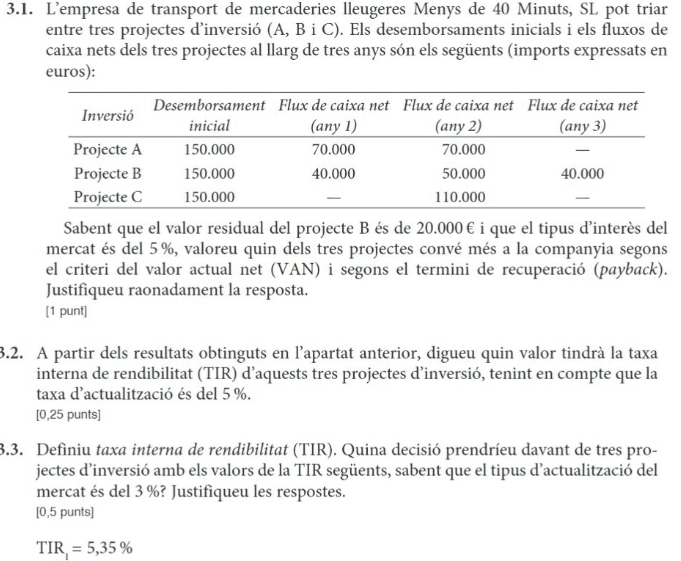 3.1. L’empresa de transport de mercaderies lleugeres Menys de 40 Minuts, SL pot triar
entre tres projectes d’inversió (A, B i C). Els desemborsaments inicials i els fluxos de
caixa nets dels tres projectes al llarg de tres anys són els següents (imports expressats en
euros):
Inversió Desemborsament inicial Flux de caixa net (any 1) Flux de caixa net (any 2) Flux de caixa net (any 3)
Projecte A 150.000 70.000 70.000 —
Projecte B 150.000 40.000 50.000 40.000
Projecte C 150.000 — 110.000 —
Sabent que el valor residual del projecte B és de 20.000 € i que el tipus d’interès del
mercat és del 5 %, valoreu quin dels tres projectes convé més a la companyia segons
el criteri del valor actual net (VAN) i segons el termini de recuperació (payback).
Justifiqueu raonadament la resposta.
[1 punt]
3.2. A partir dels resultats obtinguts en l’apartat anterior, digueu quin valor tindrà la taxa
interna de rendibilitat (TIR) d’aquests tres projectes d’inversió, tenint en compte que la
taxa d’actualització és del 5 %.
[0,25 punts]
3.3. Definiu taxa interna de rendibilitat (TIR). Quina decisió prendríeu davant de tres pro-
jectes d’inversió amb els valors de la TIR següents, sabent que el tipus d’actualització del
mercat és del 3 %? Justifiqueu les respostes.
[0,5 punts]
TIR₁ = 5,35 %